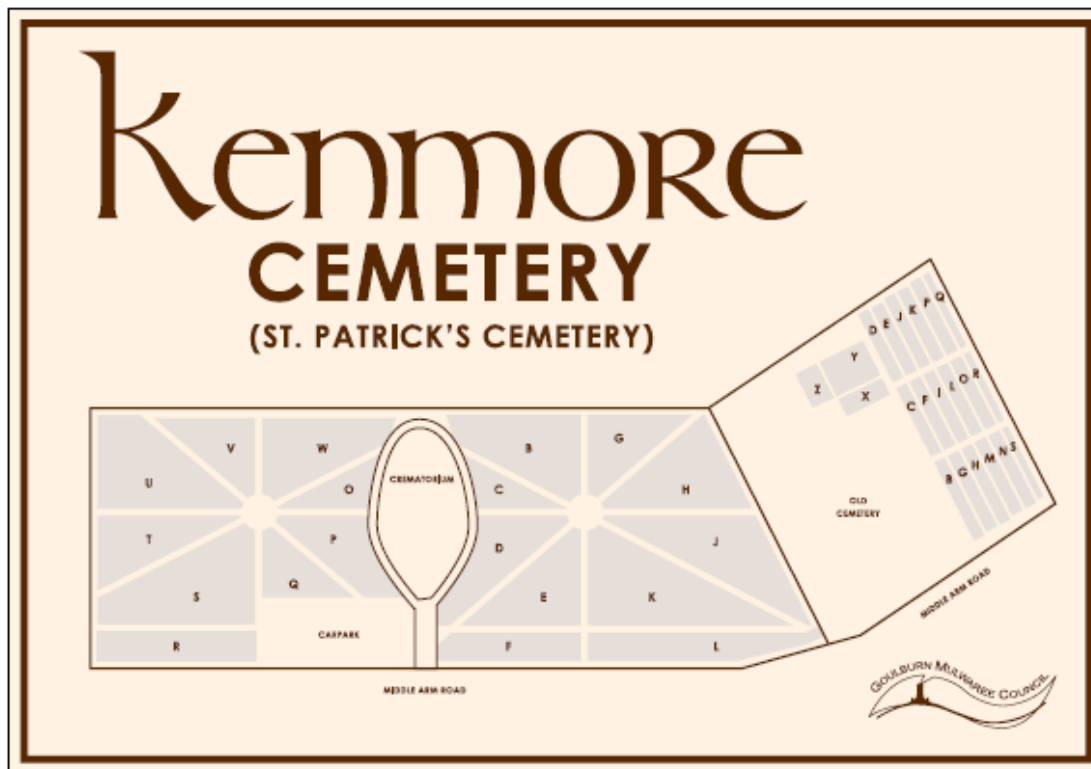 Kenmore
CEMETERY
(ST. PATRICK'S CEMETERY)
D E J K P Q
Y
Z
X
C F I L O R
B G H M N S
V
W
B
G
U
O
CREMATORIUM
C
H
OLD
CEMETERY
T
P
D
J
Q
S
E
K
CARPARK
R
F
L
MIDDLE ARM ROAD
MIDDLE ARM ROAD
GOULBURN MULWAREE COUNCIL